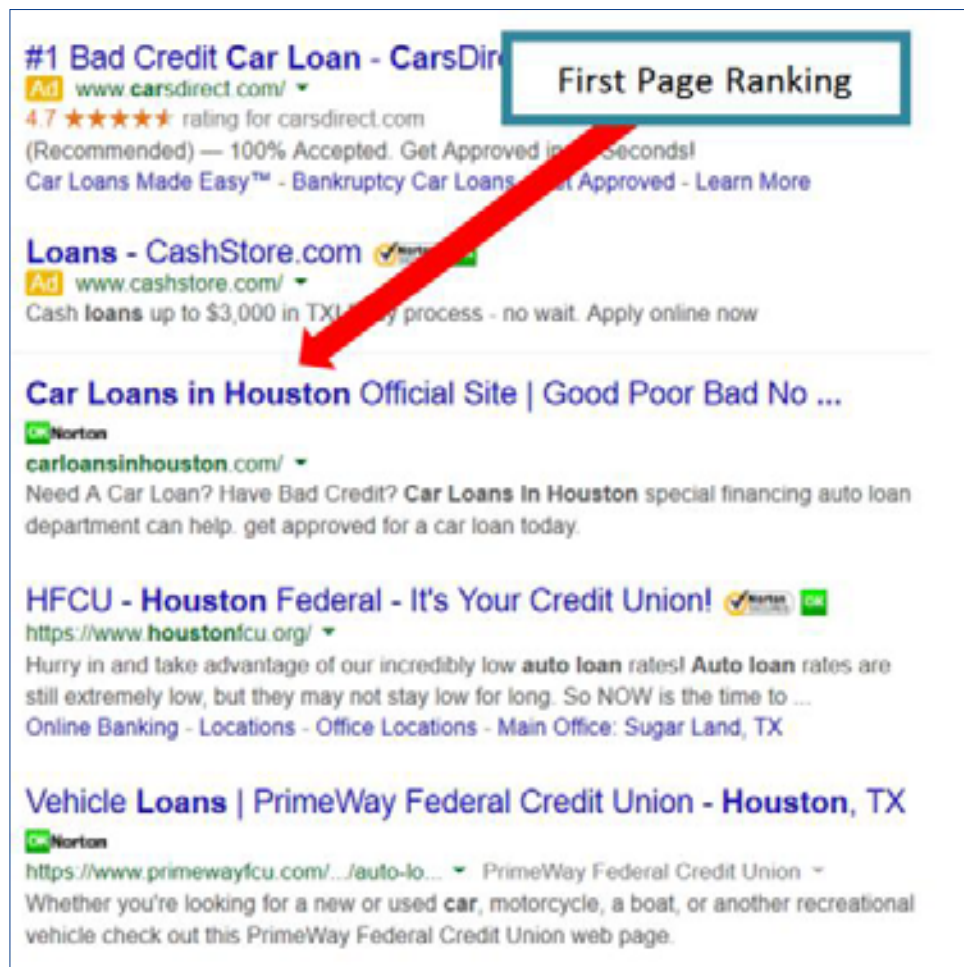 #1 Bad Credit Car Loan - CarsDire
First Page Ranking
Ad www.carsdirect.com/
4.7 ★★★★★ rating for carsdirect.com
(Recommended) — 100% Accepted. Get Approved in Seconds!
Car Loans Made Easy™ - Bankruptcy Car Loans - Approved - Learn More
Loans - CashStore.com Norton
Ad www.cashstore.com/
Cash loans up to $3,000 in TX! process - no wait. Apply online now
Car Loans in Houston Official Site | Good Poor Bad No ...
OK Norton
carloansinhouston.com/
Need A Car Loan? Have Bad Credit? Car Loans In Houston special financing auto loan
department can help. get approved for a car loan today.
HFCU - Houston Federal - It's Your Credit Union! Norton SECURED OK
https://www.houstonfcu.org/
Hurry in and take advantage of our incredibly low auto loan rates! Auto loan rates are
still extremely low, but they may not stay low for long. So NOW is the time to ...
Online Banking - Locations - Office Locations - Main Office: Sugar Land, TX
Vehicle Loans | PrimeWay Federal Credit Union - Houston, TX
OK Norton
https://www.primewayfcu.com/.../auto-lo... PrimeWay Federal Credit Union
Whether you're looking for a new or used car, motorcycle, a boat, or another recreational
vehicle check out this PrimeWay Federal Credit Union web page.